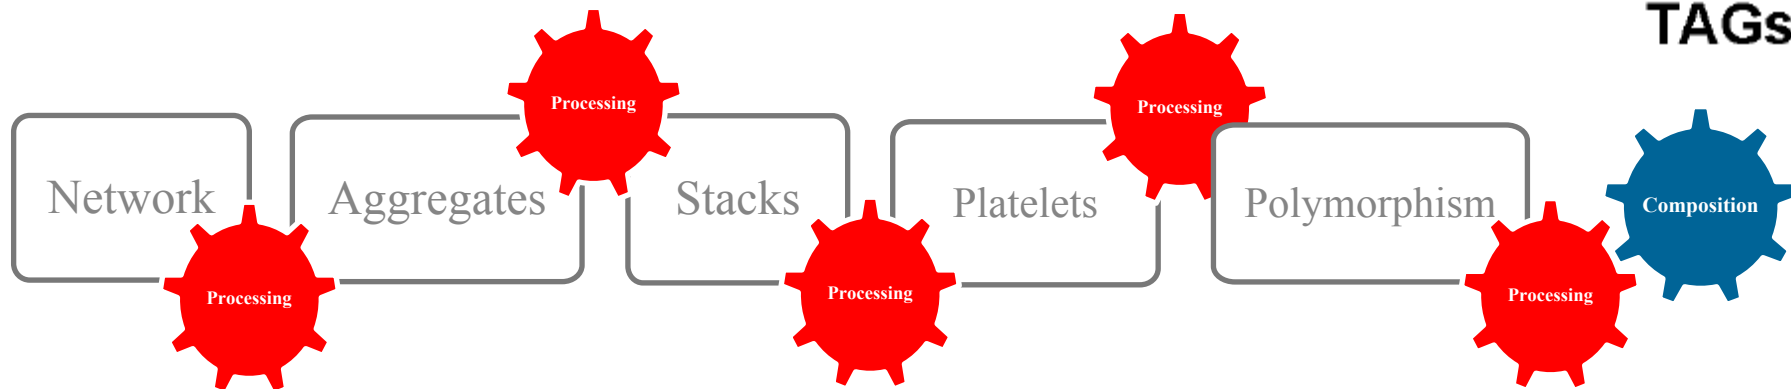 TAGs
Processing
Processing
Network
Aggregates
Stacks
Platelets
Polymorphism
Composition
Processing
Processing
Processing